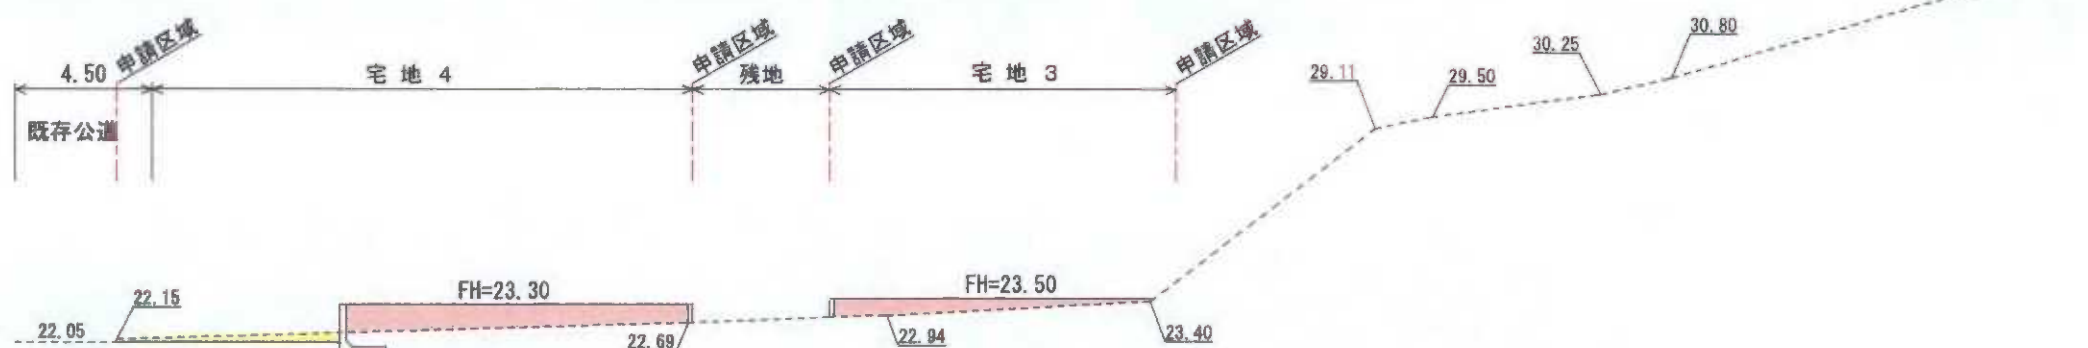 申請区域
申請区域
申請区域
申請区域
4.50
宅地 4
残地
宅地 3
既存公道
30.80
30.25
29.11
29.50
FH=23.30
FH=23.50
22.15
22.05
22.69
22.94
23.40